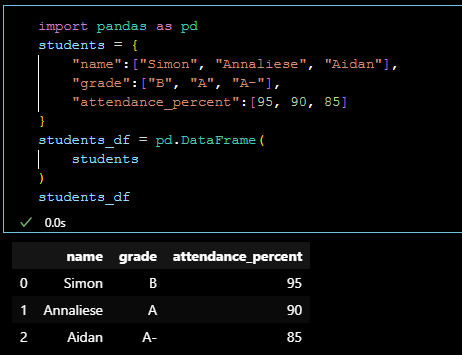 import pandas as pd
students = {
    "name":["Simon", "Annaliese", "Aidan"],
    "grade":["B", "A", "A-"],
    "attendance_percent":[95, 90, 85]
}
students_df = pd.DataFrame(
    students
)
students_df
0.0s
name grade attendance_percent
0 Simon B 95
1 Annaliese A 90
2 Aidan A- 85